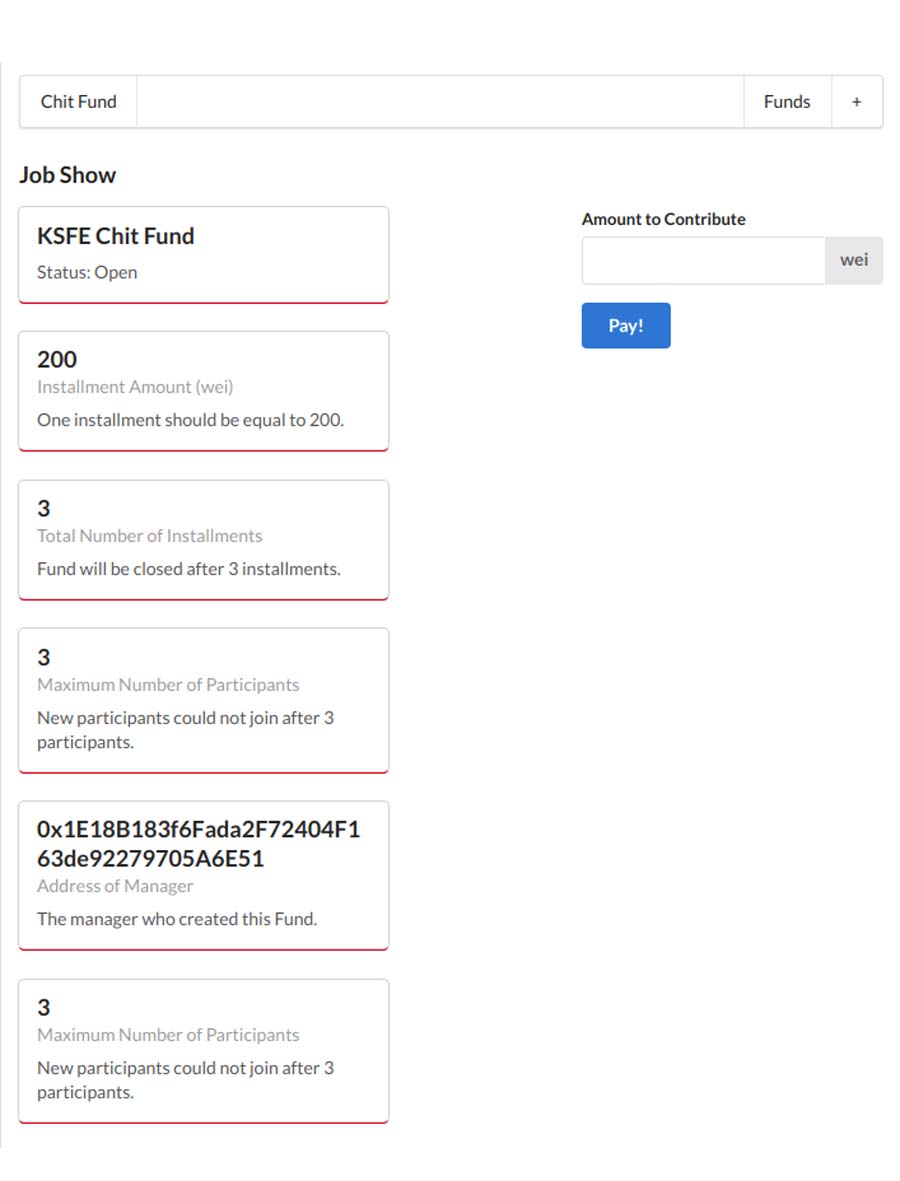 Chit Fund
Funds
+
Job Show
KSFE Chit Fund
Status: Open
200
Installment Amount (wei)
One installment should be equal to 200.
3
Total Number of Installments
Fund will be closed after 3 installments.
3
Maximum Number of Participants
New participants could not join after 3
participants.
0x1E18B183f6Fada2F72404F1
63de92279705A6E51
Address of Manager
The manager who created this Fund.
3
Maximum Number of Participants
New participants could not join after 3
participants.
Amount to Contribute
wei
Pay!